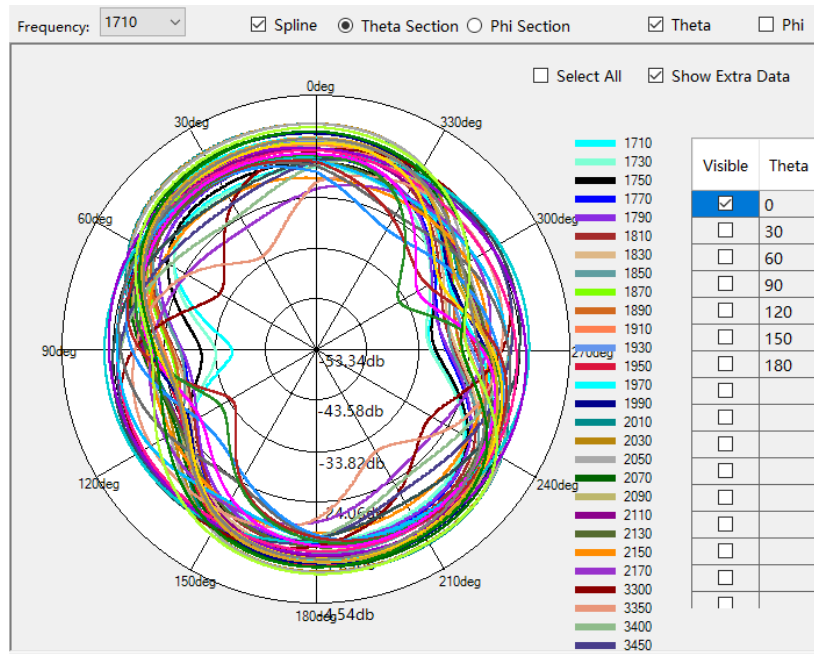 Frequency: 1710 Spline Theta Section Phi Section Theta Phi
Select All Show Extra Data
0deg
30deg
330deg
60deg
300deg
90deg
270deg
120deg
240deg
150deg
210deg
180deg
-53.34db
-43.58db
-33.82db
-24.06db
-4.54db
1710
1730
1750
1770
1790
1810
1830
1850
1870
1890
1910
1930
1950
1970
1990
2010
2030
2050
2070
2090
2110
2130
2150
2170
3300
3350
3400
3450
Visible Theta
0
30
60
90
120
150
180